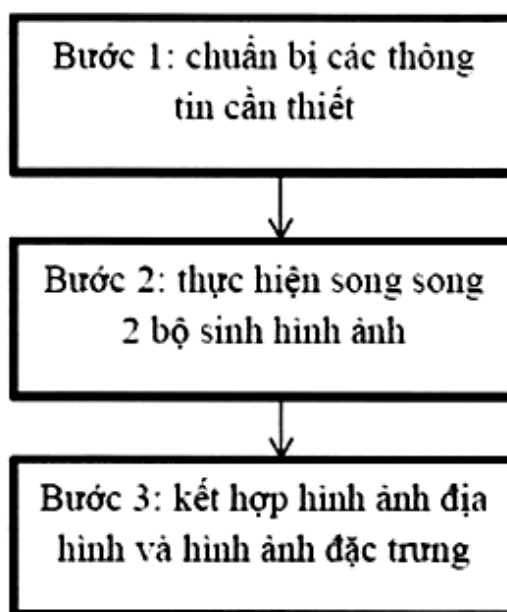 Bước 1: chuẩn bị các thông
tin cần thiết
Bước 2: thực hiện song song
2 bộ sinh hình ảnh
Bước 3: kết hợp hình ảnh địa
hình và hình ảnh đặc trưng